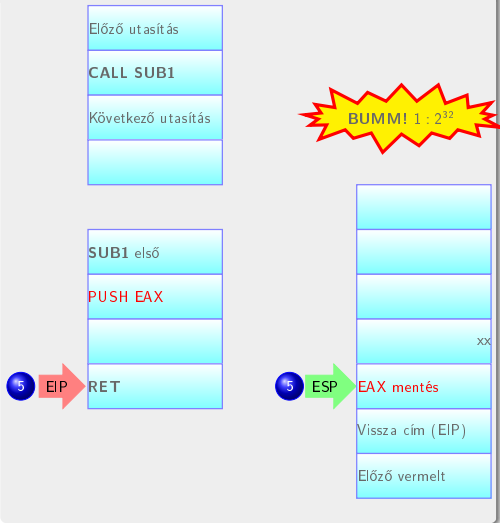 Előző utasítás
CALL SUB1
Következő utasítás
BUMM! 1 : 2³²
SUB1 első
PUSH EAX
xx
5 EIP RET
5 ESP EAX mentés
Vissza cím (EIP)
Előző vermelt